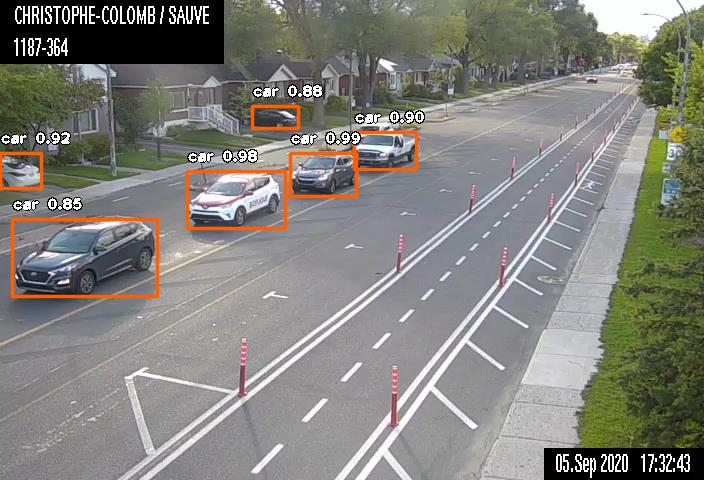 CHRISTOPHE-COLOMB / SAUVE
1187-364
car 0.88
car 0.90
car 0.92
car 0.99
car 0.98
car 0.85
05.Sep 2020 17:32:43